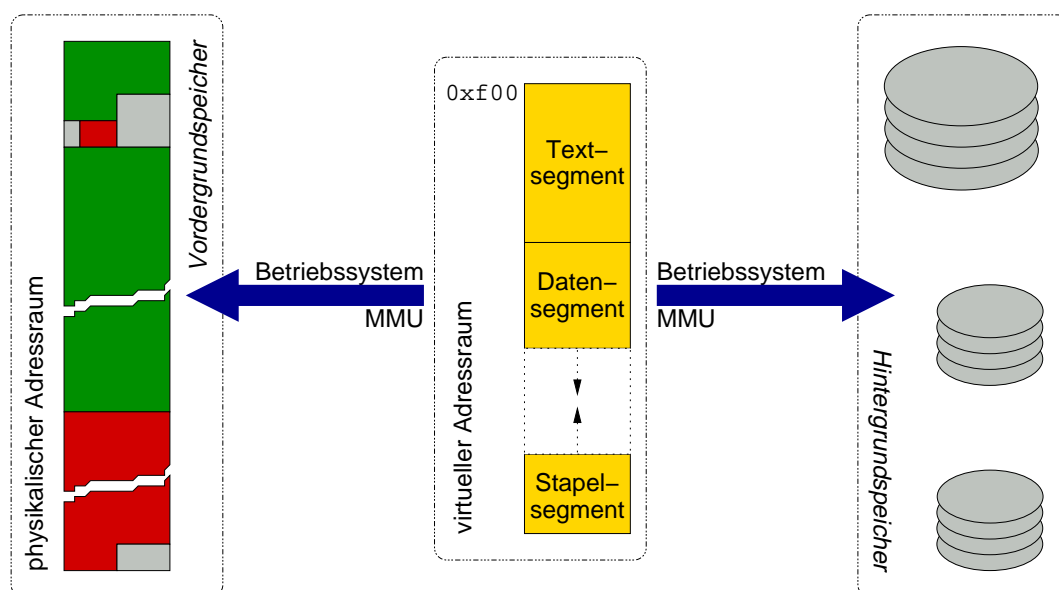 physikalischer Adressraum
Vordergrundspeicher
Betriebssystem
MMU
virtueller Adressraum
0xf00
Text–
segment
Daten-
segment
Stapel–
segment
Betriebssystem
MMU
Hintergrundspeicher